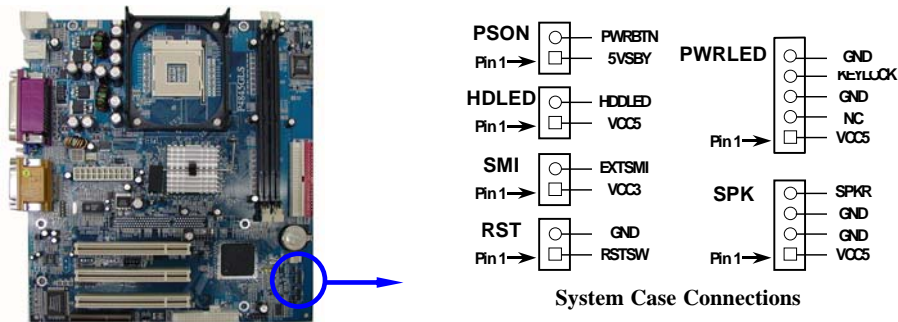 P4845GLS
PSON
PWRBTN
Pin 1
5VSBY
HDLED
HDDLED
Pin 1
VCC5
SMI
EXTSMI
Pin 1
VCC3
RST
GND
Pin 1
RSTSW
PWRLED
GND
KEYLOCK
GND
NC
Pin 1
VCC5
SPK
SPKR
GND
GND
Pin 1
VCC5
System Case Connections